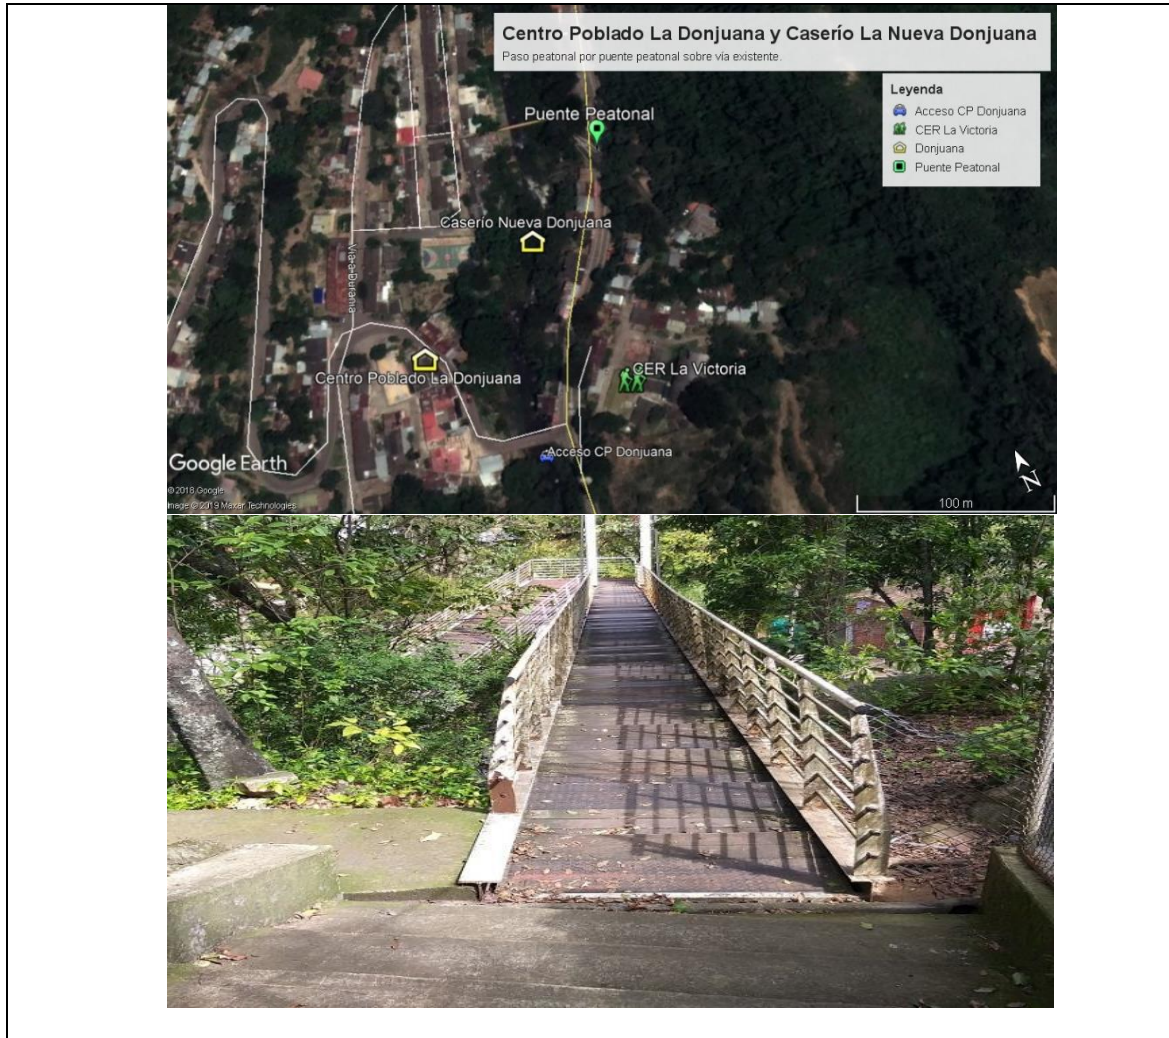 Centro Poblado La Donjuana y Caserío La Nueva Donjuana
Paso peatonal por puente peatonal sobre vía existente.
Leyenda
Acceso CP Donjuana
CER La Victoria
Donjuana
Puente Peatonal
Puente Peatonal
Caserío Nueva Donjuana
Vía a Durania
CER La Victoria
Centro Poblado La Donjuana
Acceso CP Donjuana
Google Earth
© 2018 Google
Image © 2019 Maxar Technologies
N
100 m